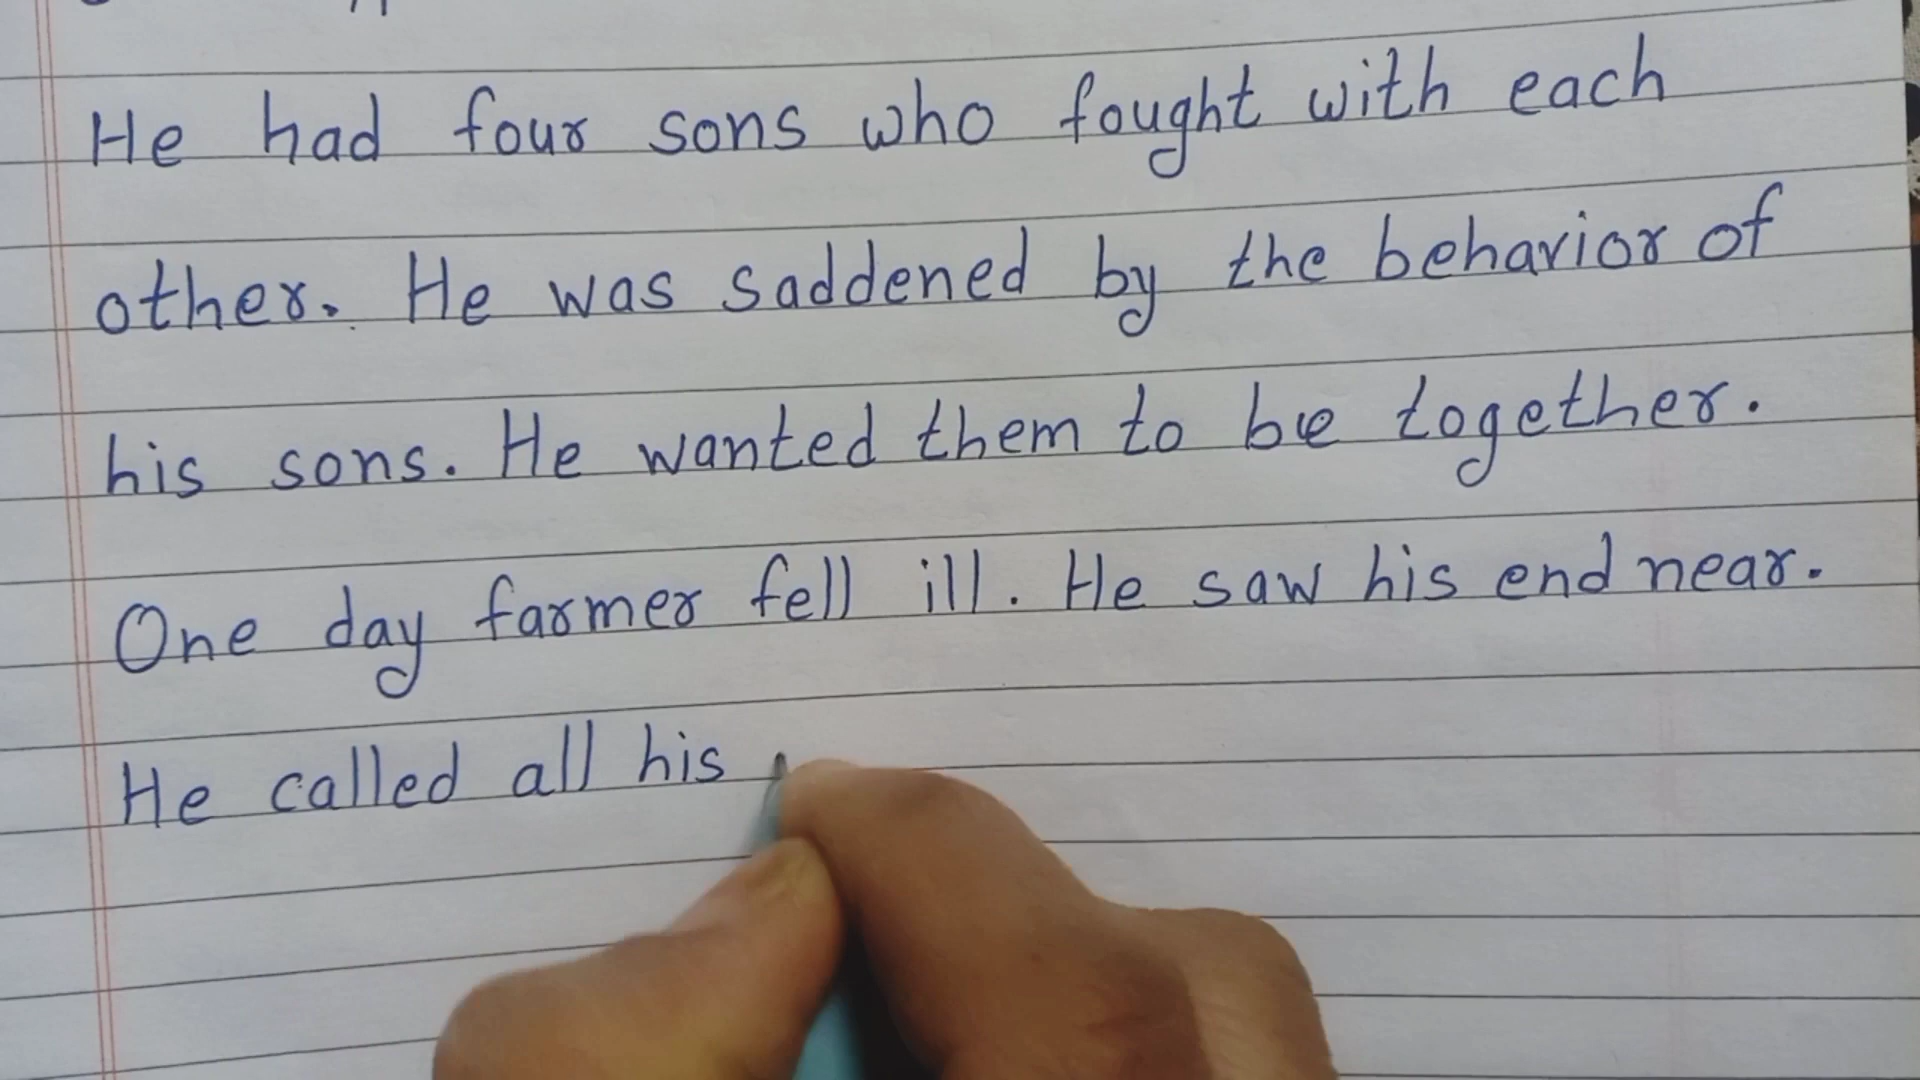 He had four sons who fought with each
other. He was saddened by the behavior of
his sons. He wanted them to be together.
One day farmer fell ill. He saw his end near.
He called all his